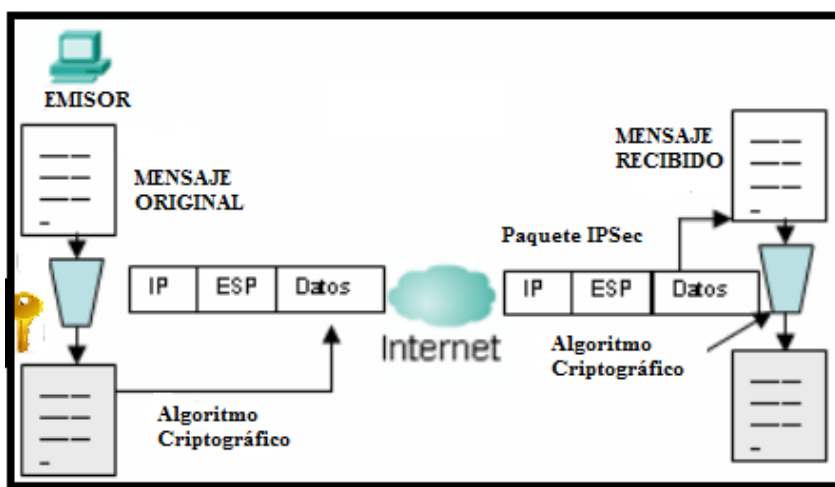 EMISOR
MENSAJE
ORIGINAL
IP ESP Datos
Algoritmo
Criptográfico
Internet
MENSAJE
RECIBIDO
Paquete IPSec
IP ESP Datos
Algoritmo
Criptográfico